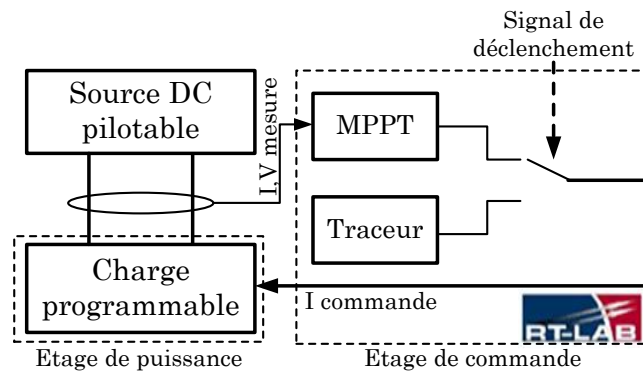 Signal de
déclenchement
Source DC
pilotable
I,V mesure
MPPT
Traceur
Charge
programmable
I commande
RT-LAB
Etage de puissance
Etage de commande